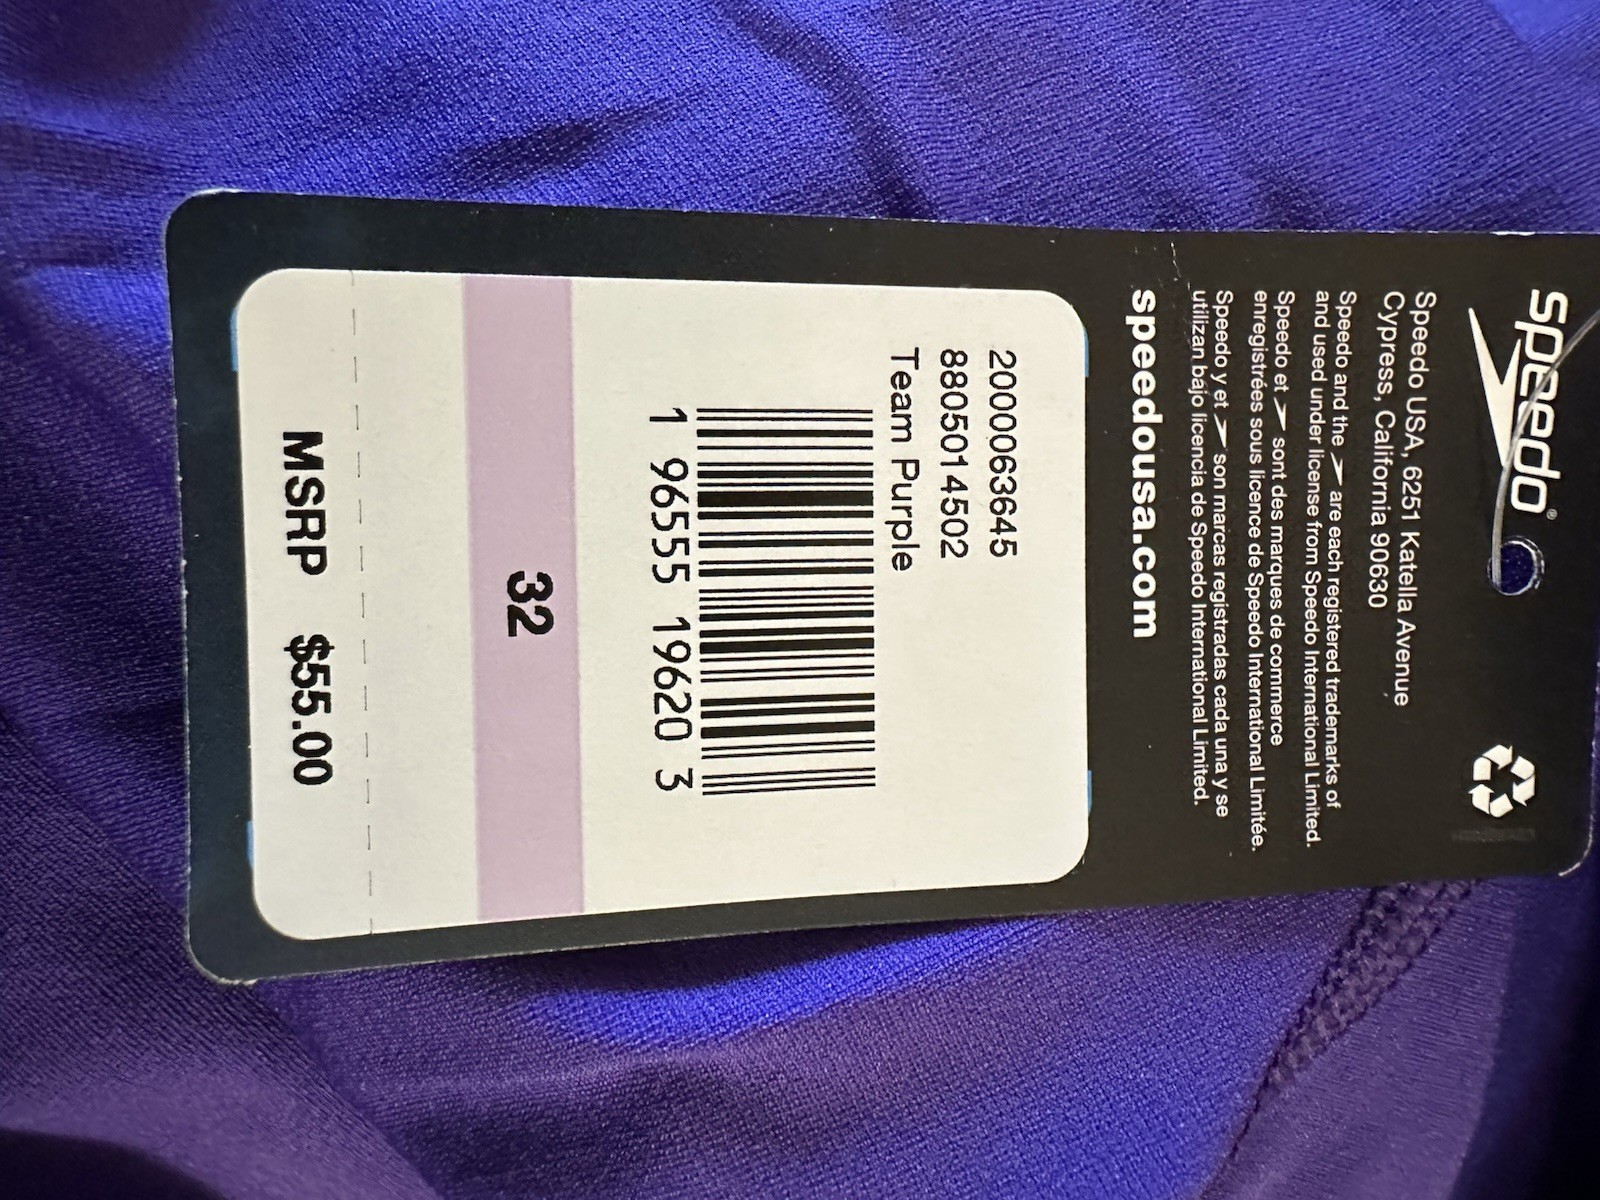 speedo®
Speedo USA, 6251 Katella Avenue
Cypress, California 90630
Speedo and the are each registered trademarks of
and used under license from Speedo International Limited.
Speedo et sont des marques de commerce
enregistrées sous licence de Speedo International Limitée.
Speedo y et son marcas registradas cada una y se
utilizan bajo licencia de Speedo International Limited.
speedousa.com
2000063645
8805014502
Team Purple
1 96555 19620 3
32
MSRP $55.00